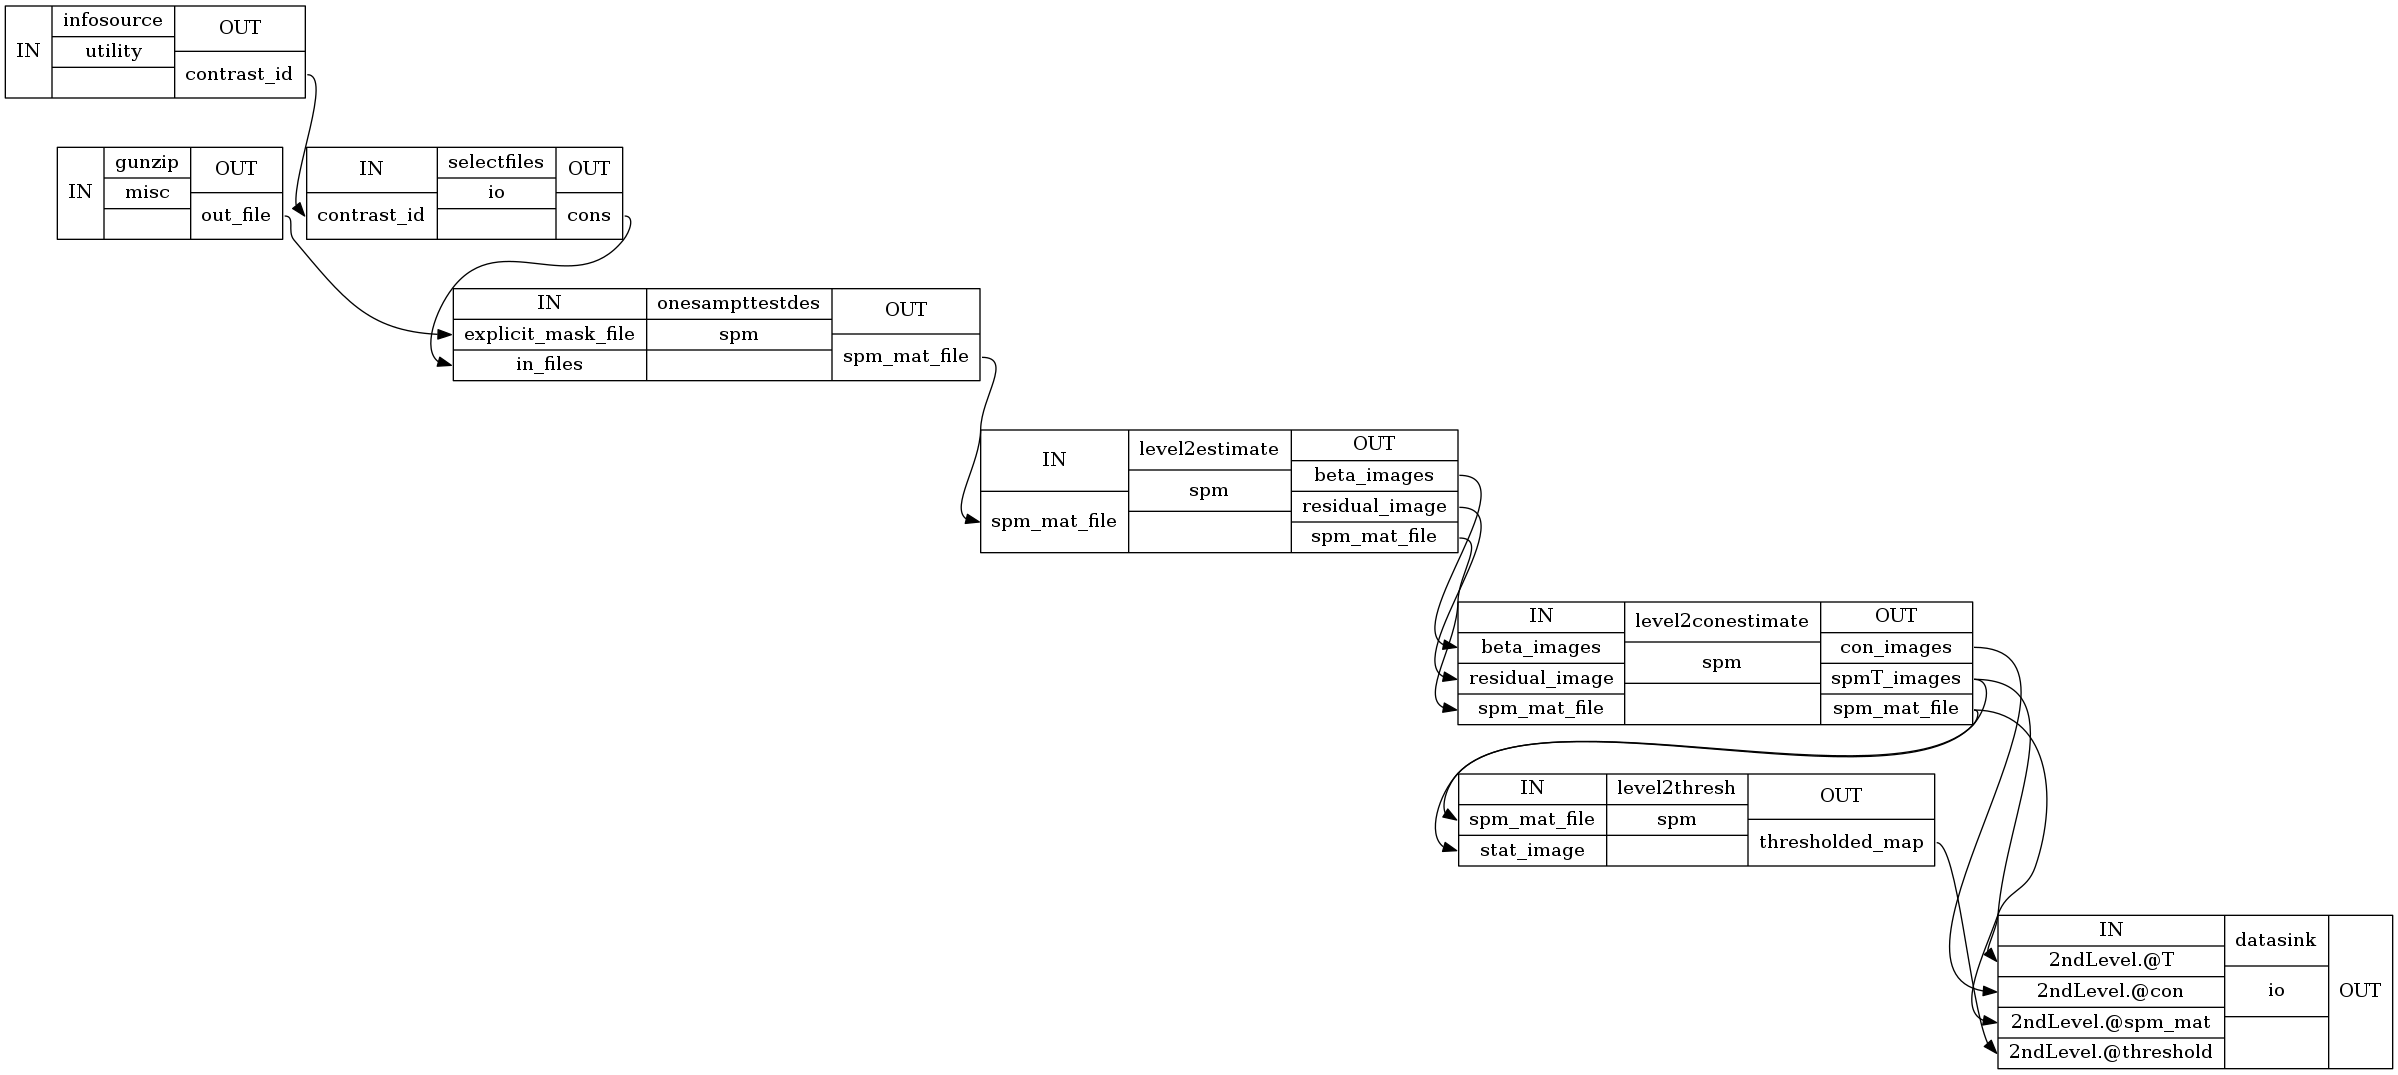 IN
infosource
utility
OUT
contrast_id
IN
gunzip
misc
OUT
out_file
IN
contrast_id
selectfiles
io
OUT
cons
IN
explicit_mask_file
in_files
onesampttestdes
spm
OUT
spm_mat_file
IN
spm_mat_file
level2estimate
spm
OUT
beta_images
residual_image
spm_mat_file
IN
beta_images
residual_image
spm_mat_file
level2conestimate
spm
OUT
con_images
spmT_images
spm_mat_file
IN
spm_mat_file
stat_image
level2thresh
spm
OUT
thresholded_map
IN
2ndLevel.@T
2ndLevel.@con
2ndLevel.@spm_mat
2ndLevel.@threshold
datasink
io
OUT